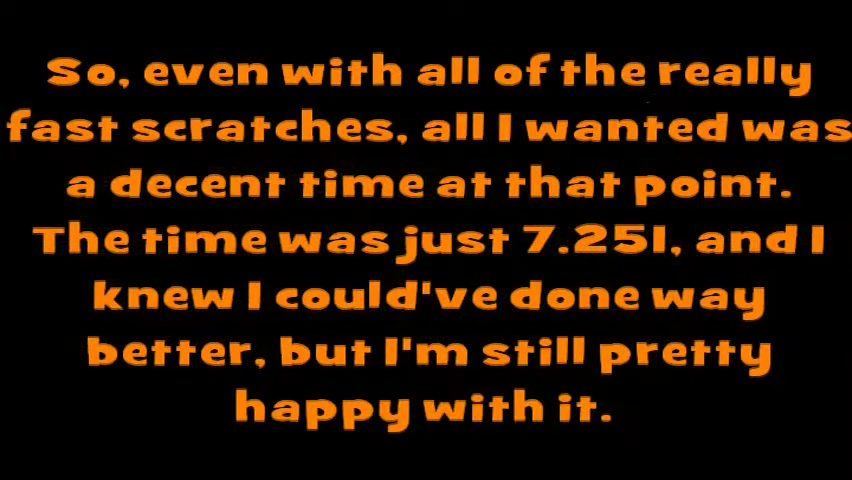 So, even with all of the really
fast scratches, all I wanted was
a decent time at that point.
The time was just 7.251, and I
knew I could've done way
better, but I'm still pretty
happy with it.